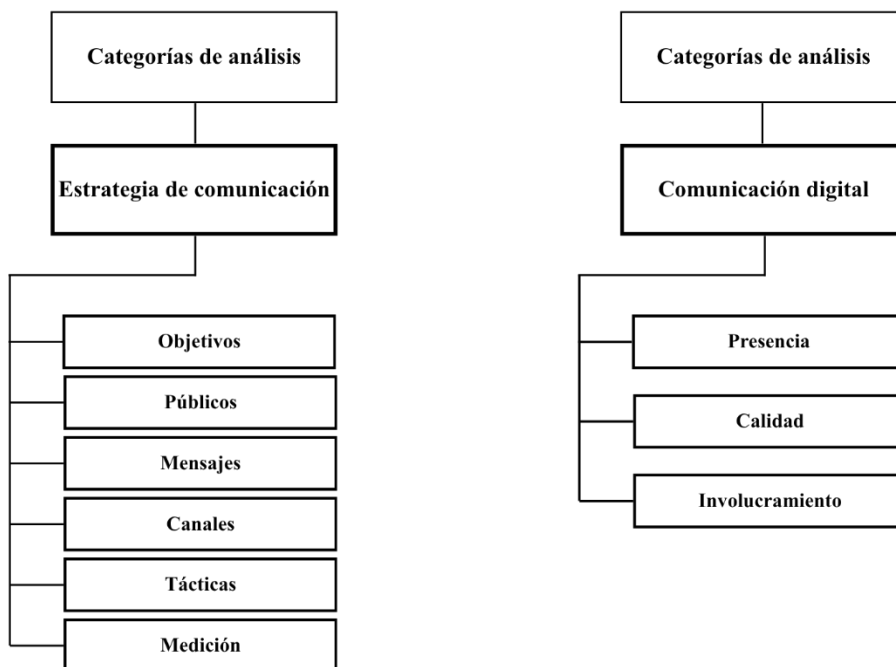 Categorías de análisis
Estrategia de comunicación
Objetivos
Públicos
Mensajes
Canales
Tácticas
Medición
Categorías de análisis
Comunicación digital
Presencia
Calidad
Involucramiento